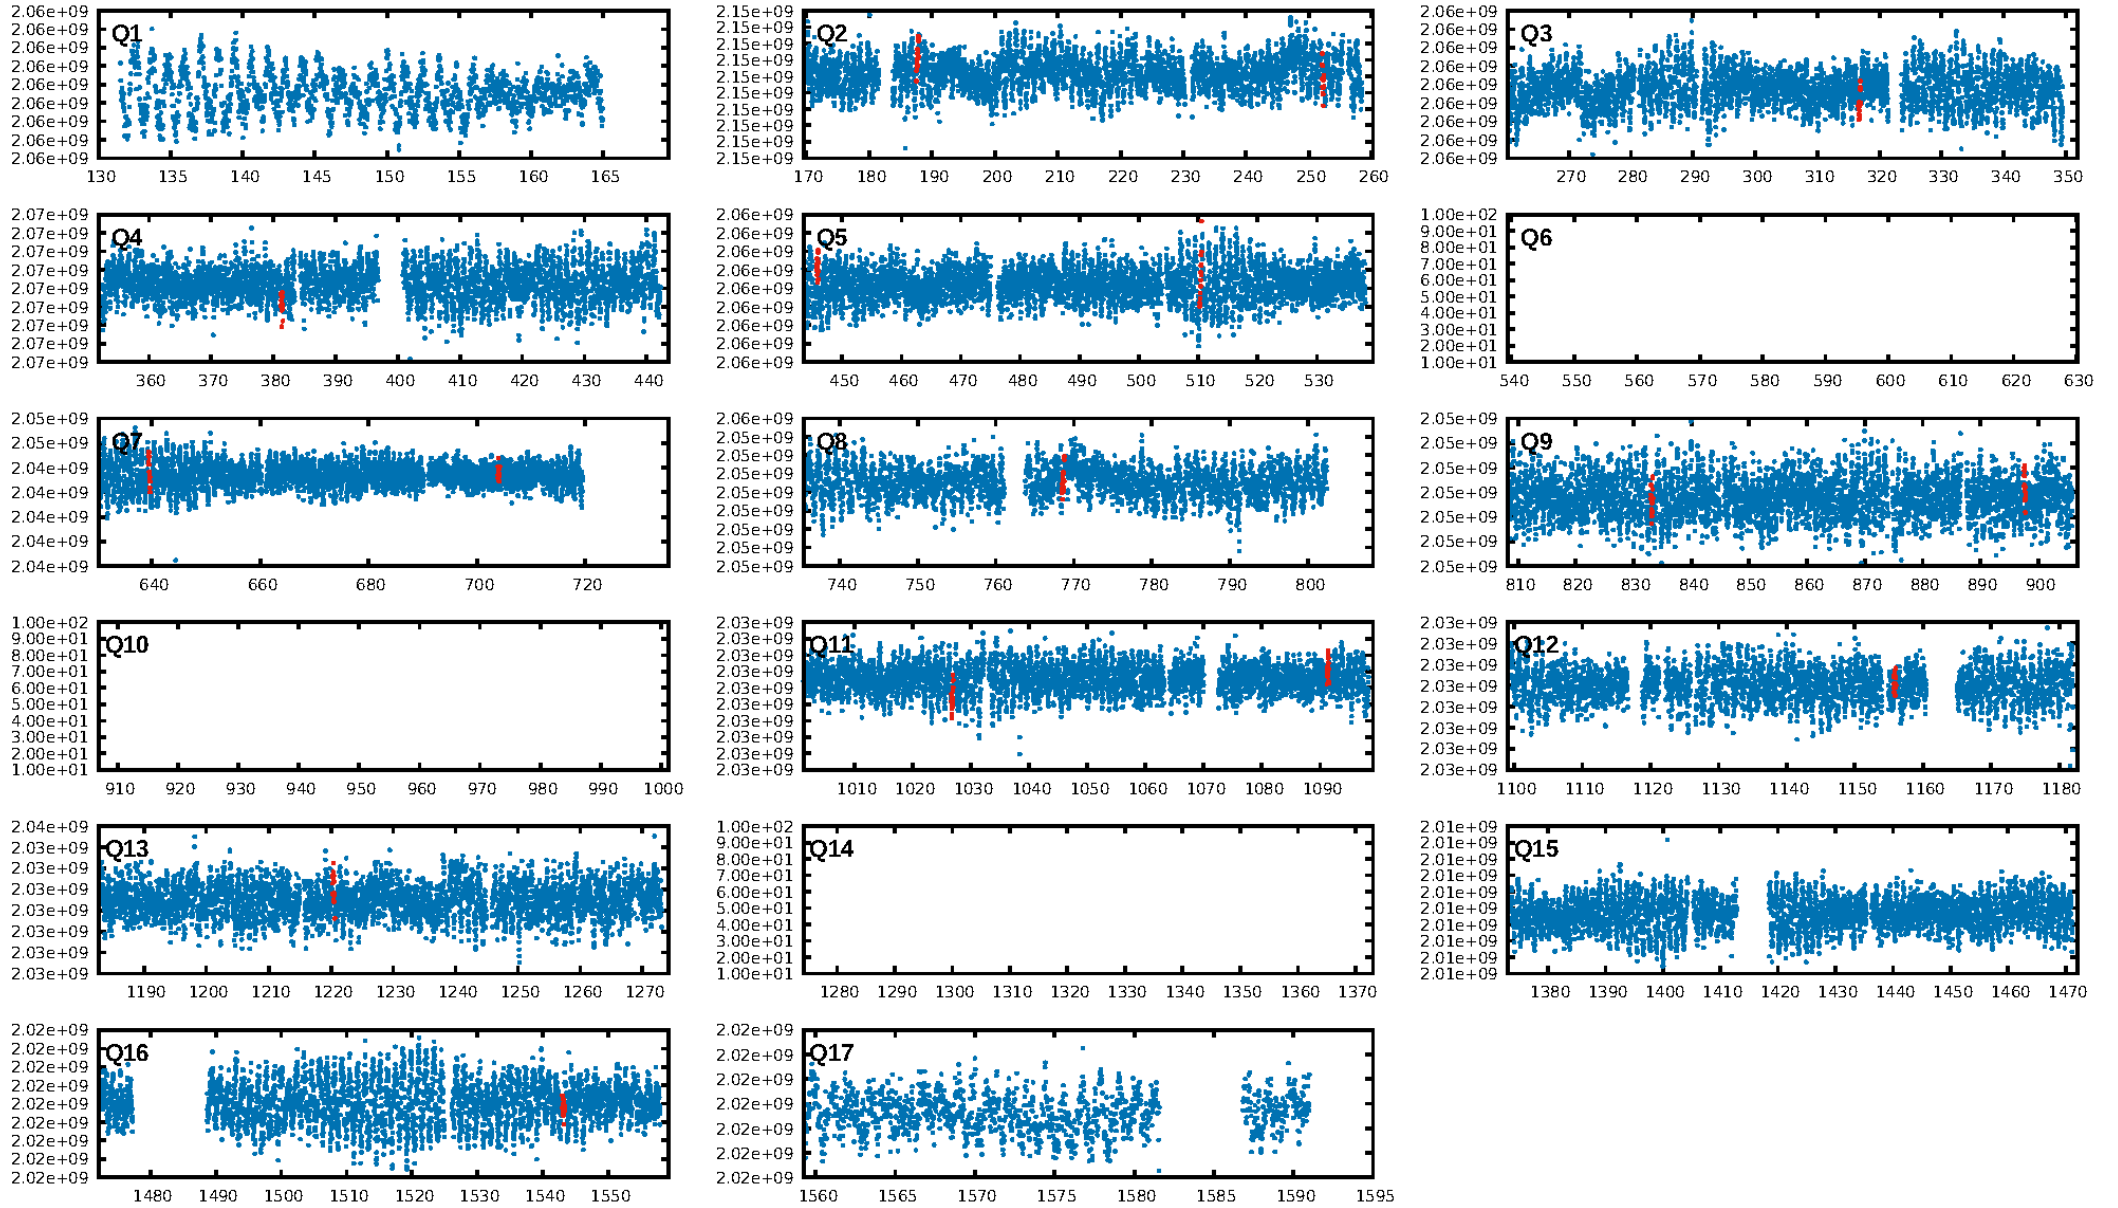 Q1
2.06e+09
2.06e+09
2.06e+09
2.06e+09
2.06e+09
2.06e+09
2.06e+09
2.06e+09
2.06e+09
130 135 140 145 150 155 160 165
Q2
2.15e+09
2.15e+09
2.15e+09
2.15e+09
2.15e+09
2.15e+09
2.15e+09
2.15e+09
2.15e+09
2.15e+09
170 180 190 200 210 220 230 240 250 260
Q3
2.06e+09
2.06e+09
2.06e+09
2.06e+09
2.06e+09
2.06e+09
2.06e+09
2.06e+09
2.06e+09
270 280 290 300 310 320 330 340 350
Q4
2.07e+09
2.07e+09
2.07e+09
2.07e+09
2.07e+09
2.07e+09
2.07e+09
2.07e+09
2.07e+09
360 370 380 390 400 410 420 430 440
Q5
2.06e+09
2.06e+09
2.06e+09
2.06e+09
2.06e+09
2.06e+09
2.06e+09
2.06e+09
2.06e+09
450 460 470 480 490 500 510 520 530
Q6
1.00e+02
9.00e+01
8.00e+01
7.00e+01
6.00e+01
5.00e+01
4.00e+01
3.00e+01
2.00e+01
1.00e+01
540 550 560 570 580 590 600 610 620 630
Q7
2.05e+09
2.05e+09
2.04e+09
2.04e+09
2.04e+09
2.04e+09
2.04e+09
640 660 680 700 720
Q8
2.06e+09
2.05e+09
2.05e+09
2.05e+09
2.05e+09
2.05e+09
2.05e+09
2.05e+09
2.05e+09
740 750 760 770 780 790 800
Q9
2.05e+09
2.05e+09
2.05e+09
2.05e+09
2.05e+09
2.05e+09
2.05e+09
810 820 830 840 850 860 870 880 890 900
Q10
1.00e+02
9.00e+01
8.00e+01
7.00e+01
6.00e+01
5.00e+01
4.00e+01
3.00e+01
2.00e+01
1.00e+01
910 920 930 940 950 960 970 980 990 1000
Q11
2.03e+09
2.03e+09
2.03e+09
2.03e+09
2.03e+09
2.03e+09
2.03e+09
2.03e+09
2.03e+09
2.03e+09
1010 1020 1030 1040 1050 1060 1070 1080 1090
Q12
2.03e+09
2.03e+09
2.03e+09
2.03e+09
2.03e+09
2.03e+09
2.03e+09
2.03e+09
1100 1110 1120 1130 1140 1150 1160 1170 1180
Q13
2.04e+09
2.03e+09
2.03e+09
2.03e+09
2.03e+09
2.03e+09
2.03e+09
2.03e+09
1190 1200 1210 1220 1230 1240 1250 1260 1270
Q14
1.00e+02
9.00e+01
8.00e+01
7.00e+01
6.00e+01
5.00e+01
4.00e+01
3.00e+01
2.00e+01
1.00e+01
1280 1290 1300 1310 1320 1330 1340 1350 1360 1370
Q15
2.01e+09
2.01e+09
2.01e+09
2.01e+09
2.01e+09
2.01e+09
2.01e+09
2.01e+09
2.01e+09
2.01e+09
1380 1390 1400 1410 1420 1430 1440 1450 1460 1470
Q16
2.02e+09
2.02e+09
2.02e+09
2.02e+09
2.02e+09
2.02e+09
2.02e+09
2.02e+09
2.02e+09
1480 1490 1500 1510 1520 1530 1540 1550
Q17
2.02e+09
2.02e+09
2.02e+09
2.02e+09
2.02e+09
2.02e+09
2.02e+09
1560 1565 1570 1575 1580 1585 1590 1595